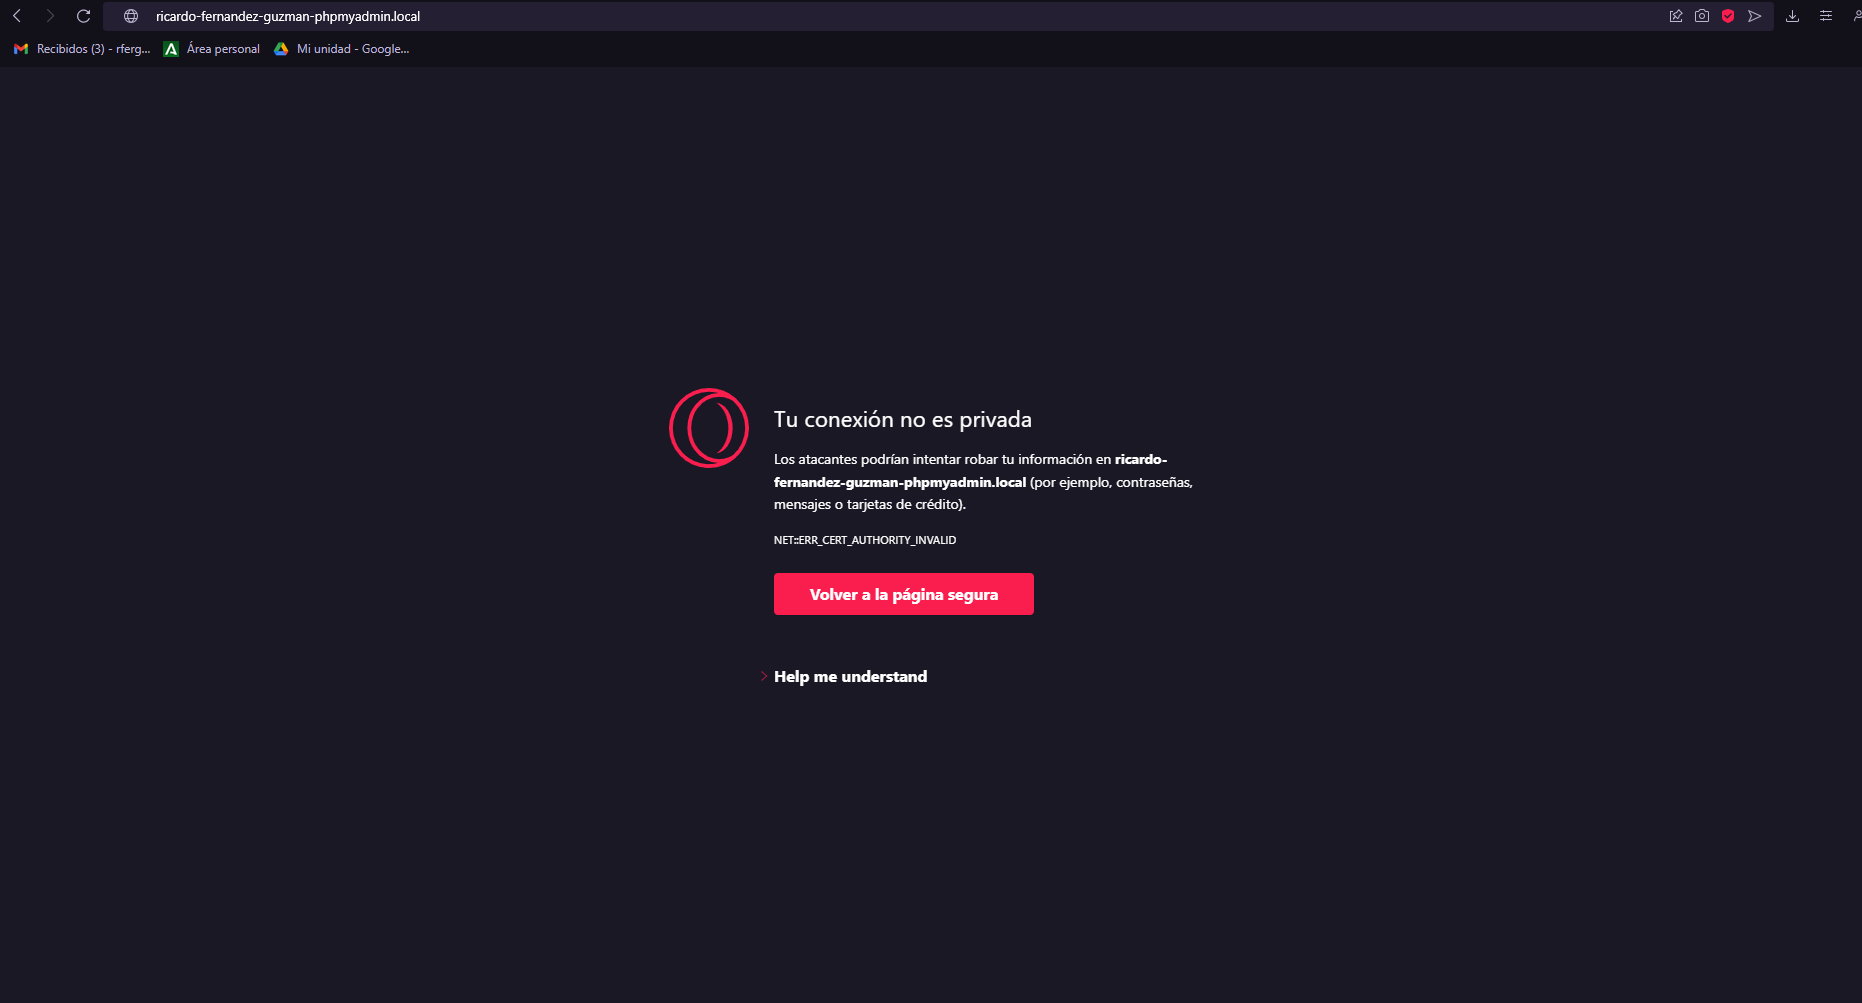 ricardo-fernandez-guzman-phpmyadmin.local
Recibidos (3) - rferg... Área personal Mi unidad - Google...
Tu conexión no es privada
Los atacantes podrían intentar robar tu información en ricardo-
fernandez-guzman-phpmyadmin.local (por ejemplo, contraseñas,
mensajes o tarjetas de crédito).
NET::ERR_CERT_AUTHORITY_INVALID
Volver a la página segura
Help me understand